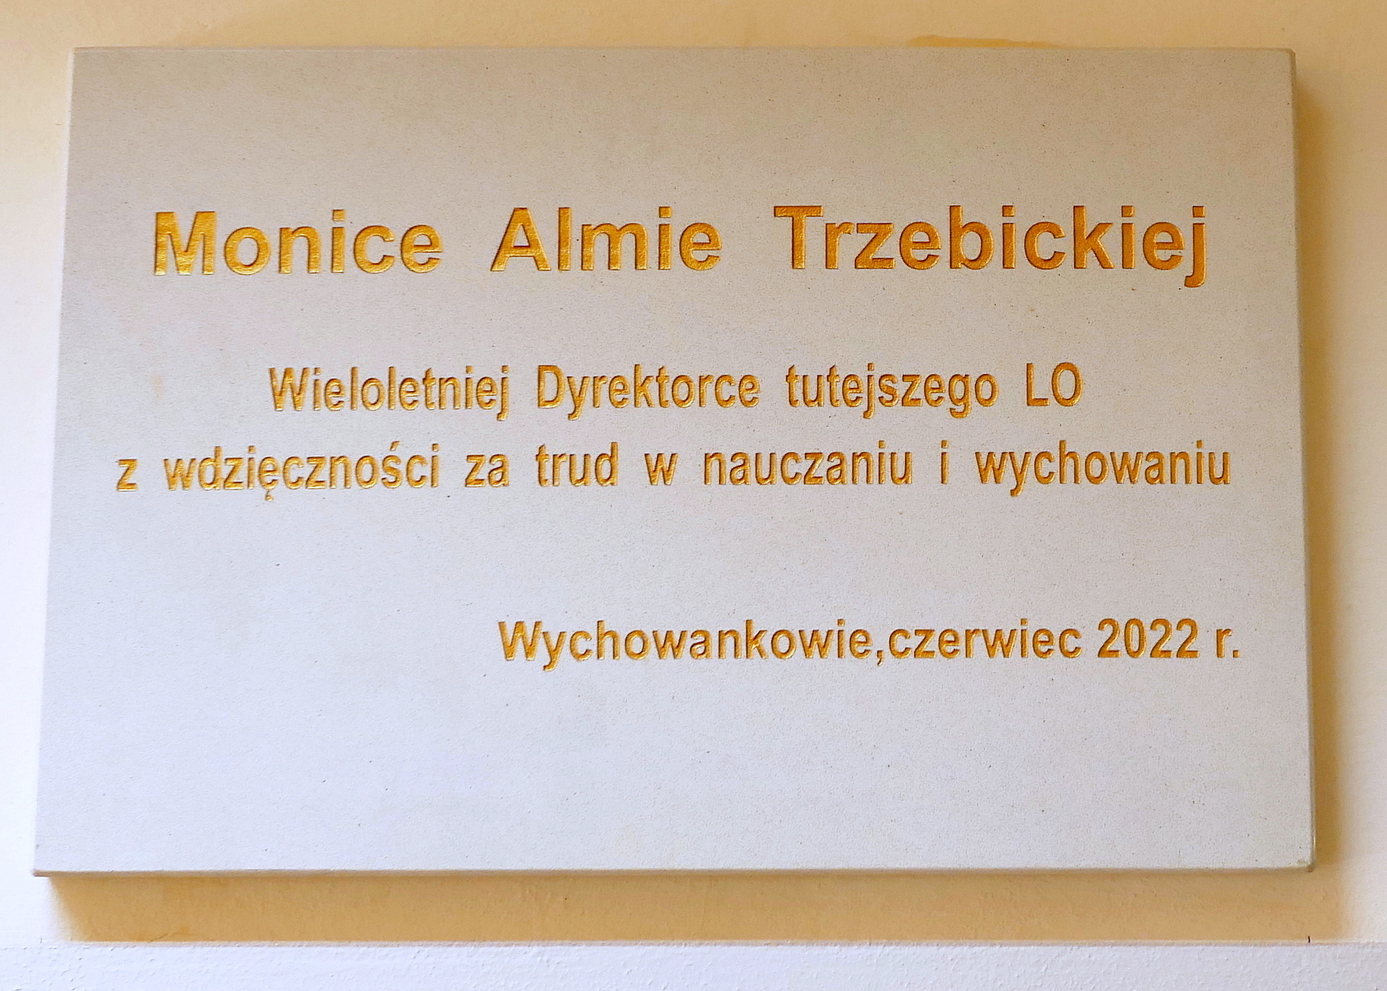 Monice Almie Trzebickiej
Wieloletniej Dyrektorce tutejszego LO
z wdzięczności za trud w nauczaniu i wychowaniu
Wychowankowie,czerwiec 2022 r.